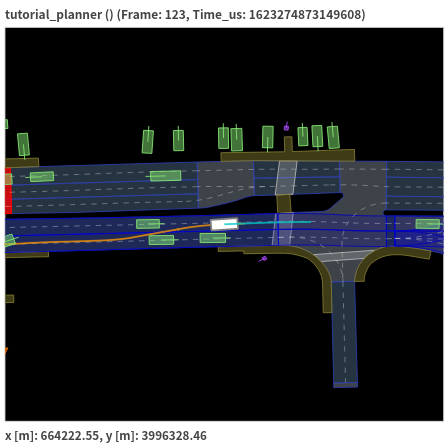 tutorial_planner () (Frame: 123, Time_us: 1623274873149608)
x [m]: 664222.55, y [m]: 3996328.46